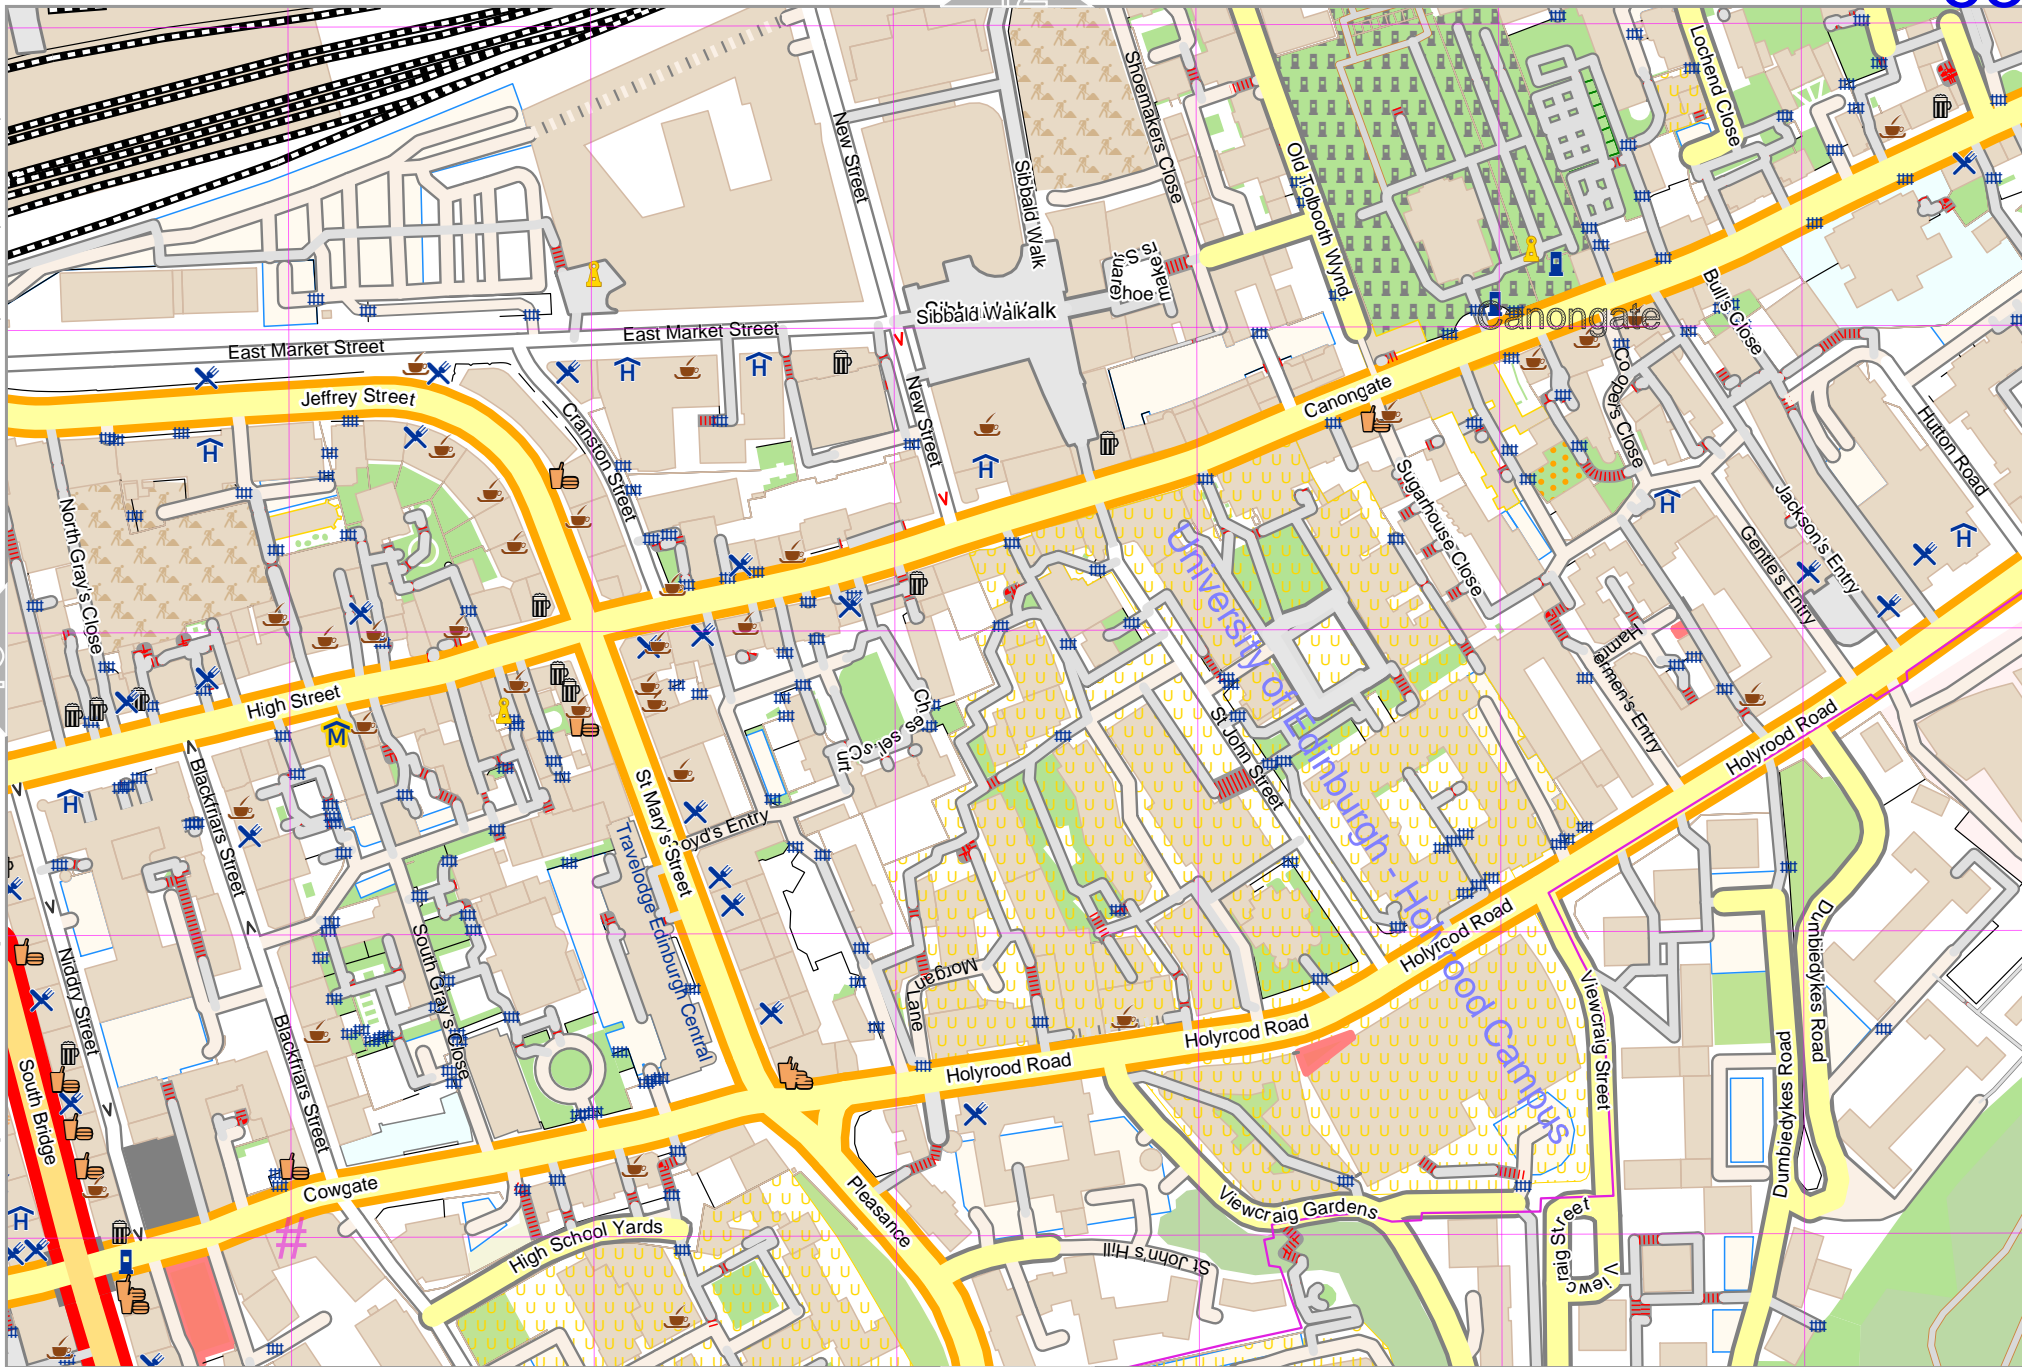 Lochend Close
Shoemakers Close
New Street
Old Tolbooth Wynd
Sibbald Walk
Sibbald Walk
Canongate
Bull's Close
East Market Street
East Market Street
Jeffrey Street
Cranston Street
New Street
Canongate
Coopers Close
Hutton Road
Sugarhouse Close
Jackson's Entry
Gentle's Entry
North Gray's Close
University of Edinburgh - Holyrood Campus
Hammermen's Entry
High Street
M
St John Street
Holyrood Road
Blackfriars Street
St Mary's Street
Travelodge Edinburgh Central
South Gray's Close
Niddry Street
Morgan
Lane
Holyrood Road
Dumbiedykes Road
Viewcraig Street
Blackfriars Street
Holyrood Road
Holyrood Road
South Bridge
Dumbiedykes Road
Cowgate
Pleasance
Viewcraig Gardens
High School Yards
St John's Hill
Viewcraig Street
#